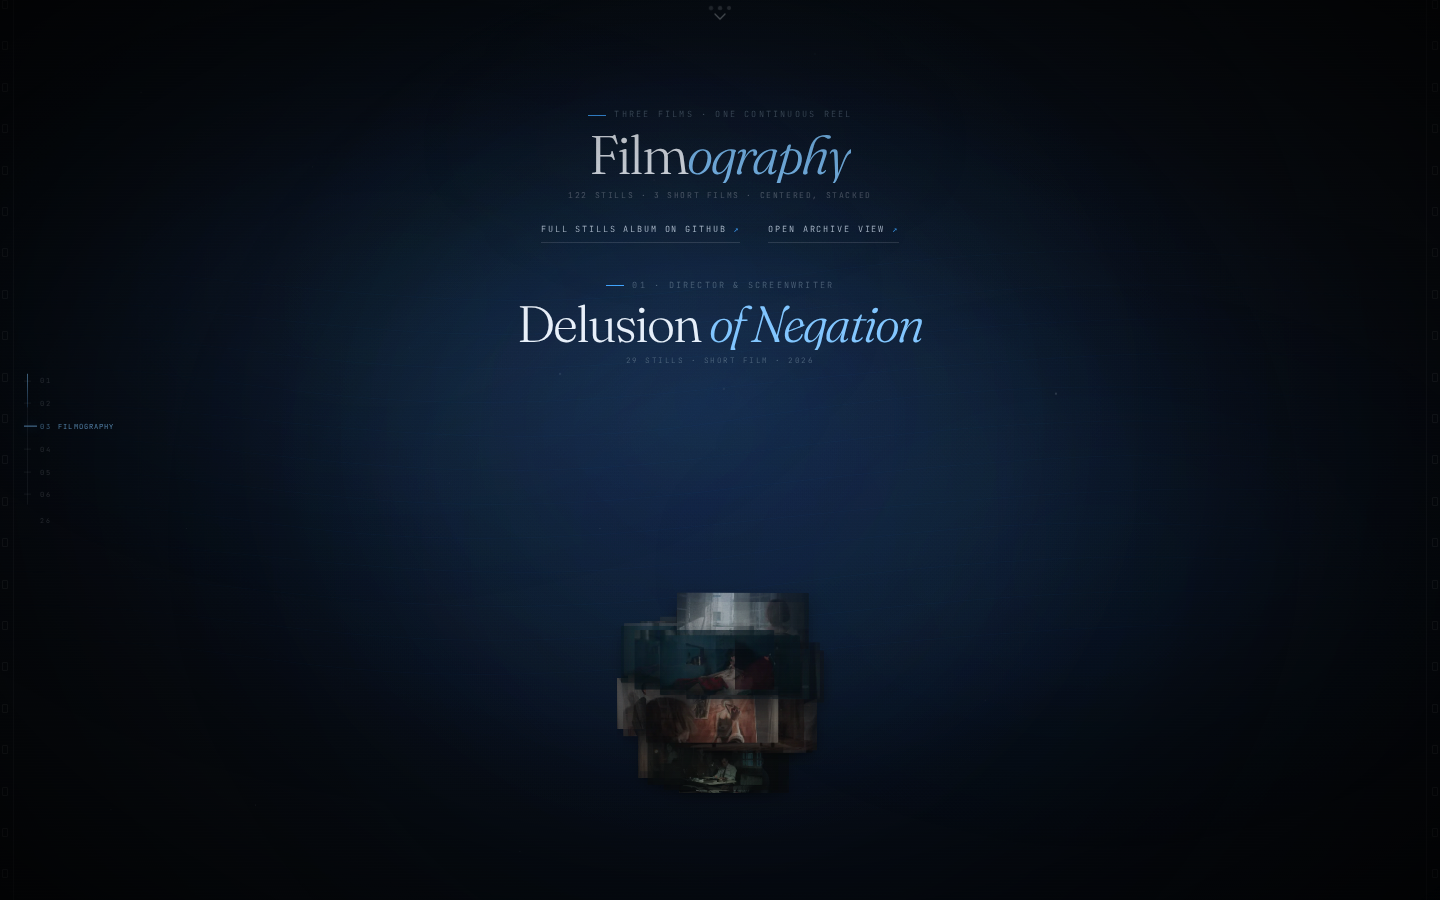 THREE FILMS · ONE CONTINUOUS REEL
Filmography
122 STILLS · 3 SHORT FILMS · CENTERED, STACKED
FULL STILLS ALBUM ON GITHUB ↗
OPEN ARCHIVE VIEW ↗
01 · DIRECTOR & SCREENWRITER
Delusion of Negation
29 STILLS · SHORT FILM · 2026
01
02
03 FILMOGRAPHY
04
05
06